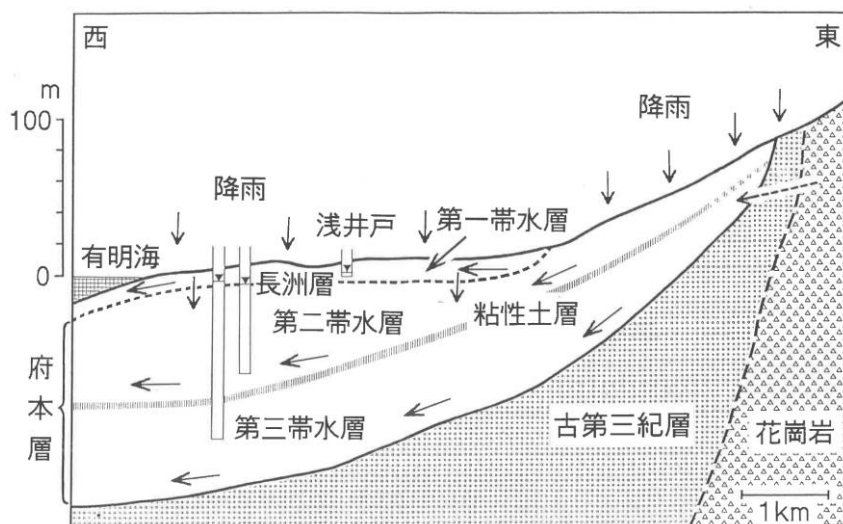 西
東
m
100
0
降雨
降雨
浅井戸
第一帯水層
有明海
長洲層
第二帯水層
粘性土層
府本層
第三帯水層
古第三紀層
花崗岩
1km